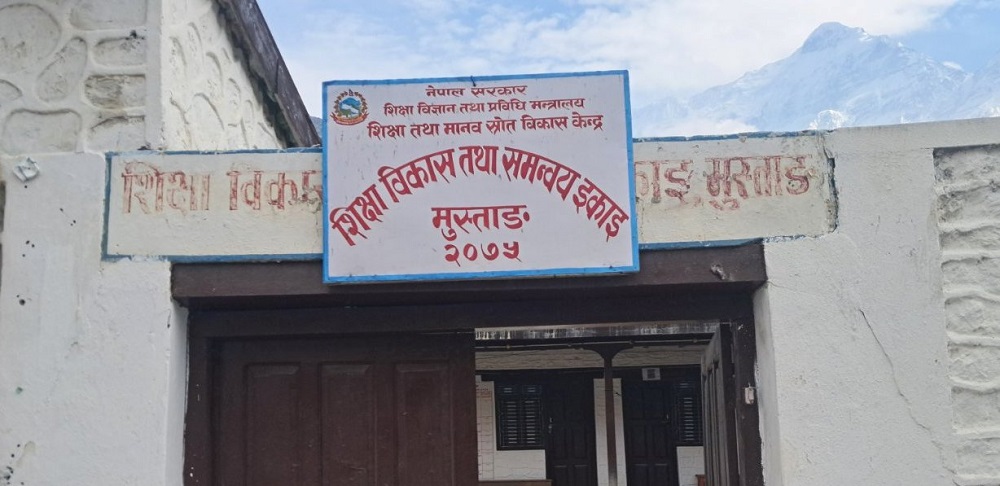 नेपाल सरकार
शिक्षा विज्ञान तथा प्रविधि मन्त्रालय
शिक्षा तथा मानव स्रोत विकास केन्द्र
शिक्षा विकास तथा समन्वय इकाइ
मुस्ताङ
२०७५
शिक्षा मुस्ताङ